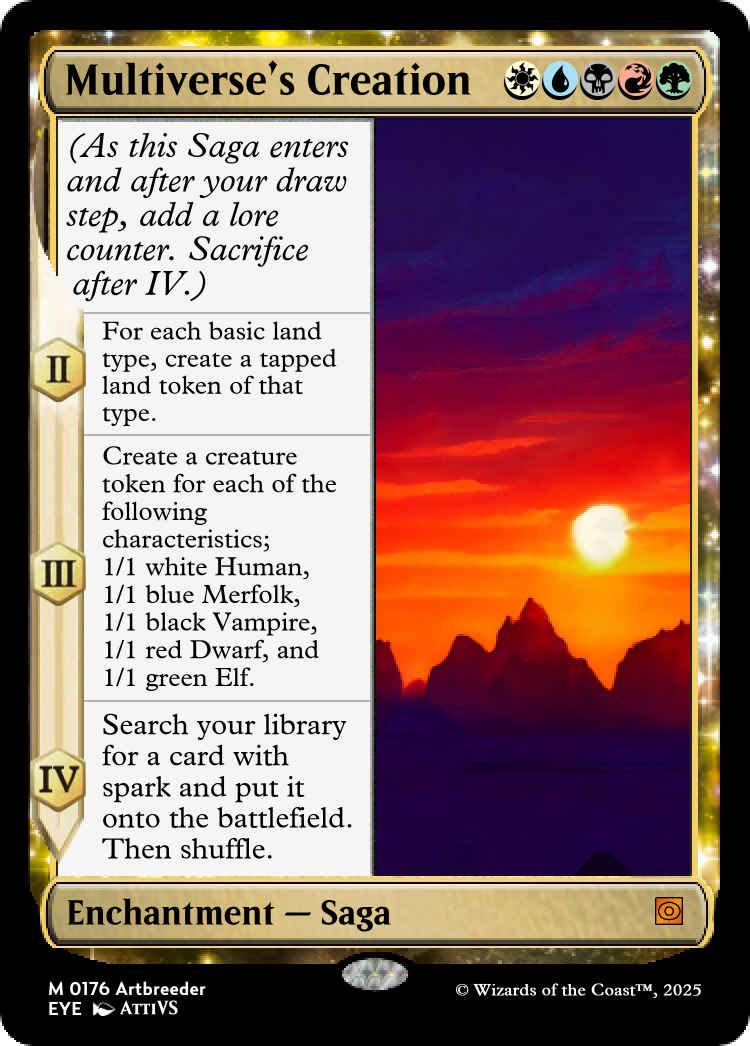 Multiverse's Creation
(As this Saga enters
and after your draw
step, add a lore
counter. Sacrifice
after IV.)
II
For each basic land
type, create a tapped
land token of that
type.
III
Create a creature
token for each of the
following
characteristics;
1/1 white Human,
1/1 blue Merfolk,
1/1 black Vampire,
1/1 red Dwarf, and
1/1 green Elf.
IV
Search your library
for a card with
spark and put it
onto the battlefield.
Then shuffle.
Enchantment — Saga
M 0176 Artbreeder
EYE AttiVS
© Wizards of the Coast™, 2025